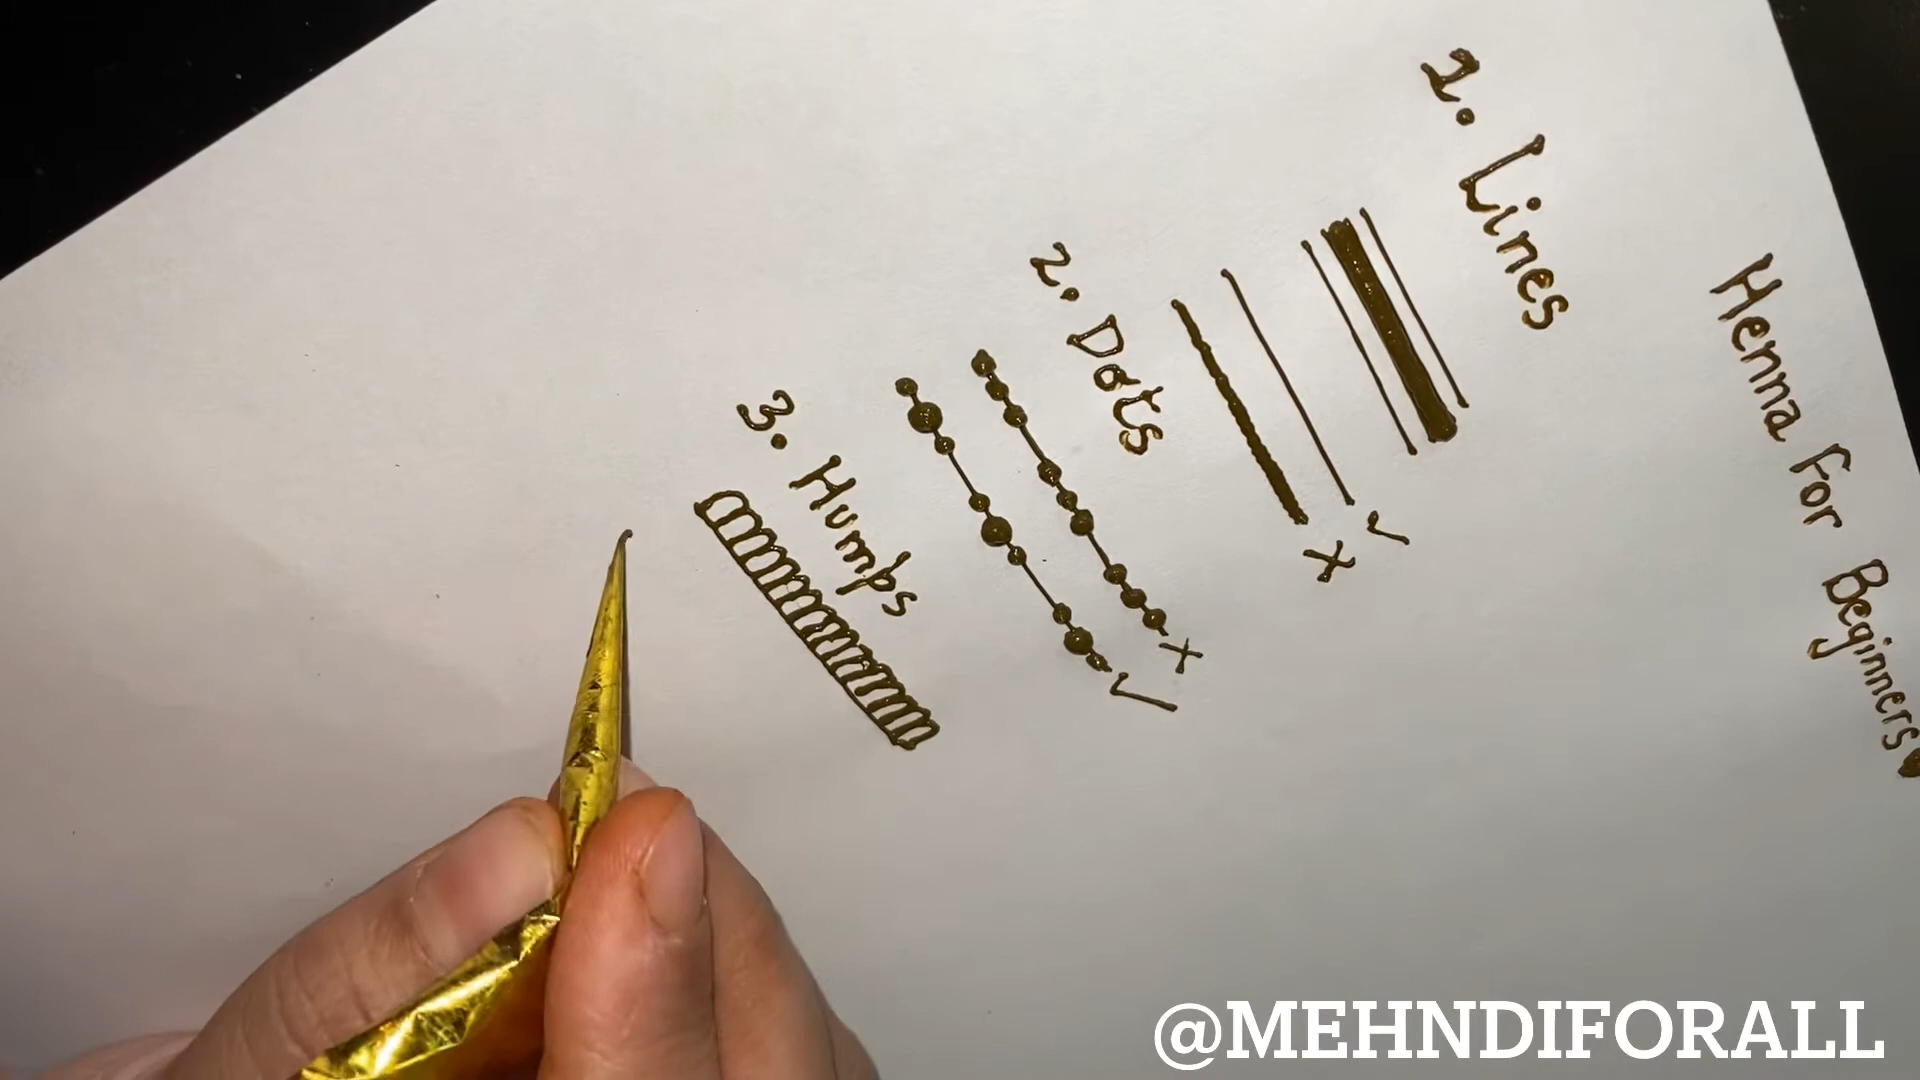 Henna For Beginners
1. Lines
✓
x
2. Dots
x
✓
3. Humps
@MEHNDIFORALL